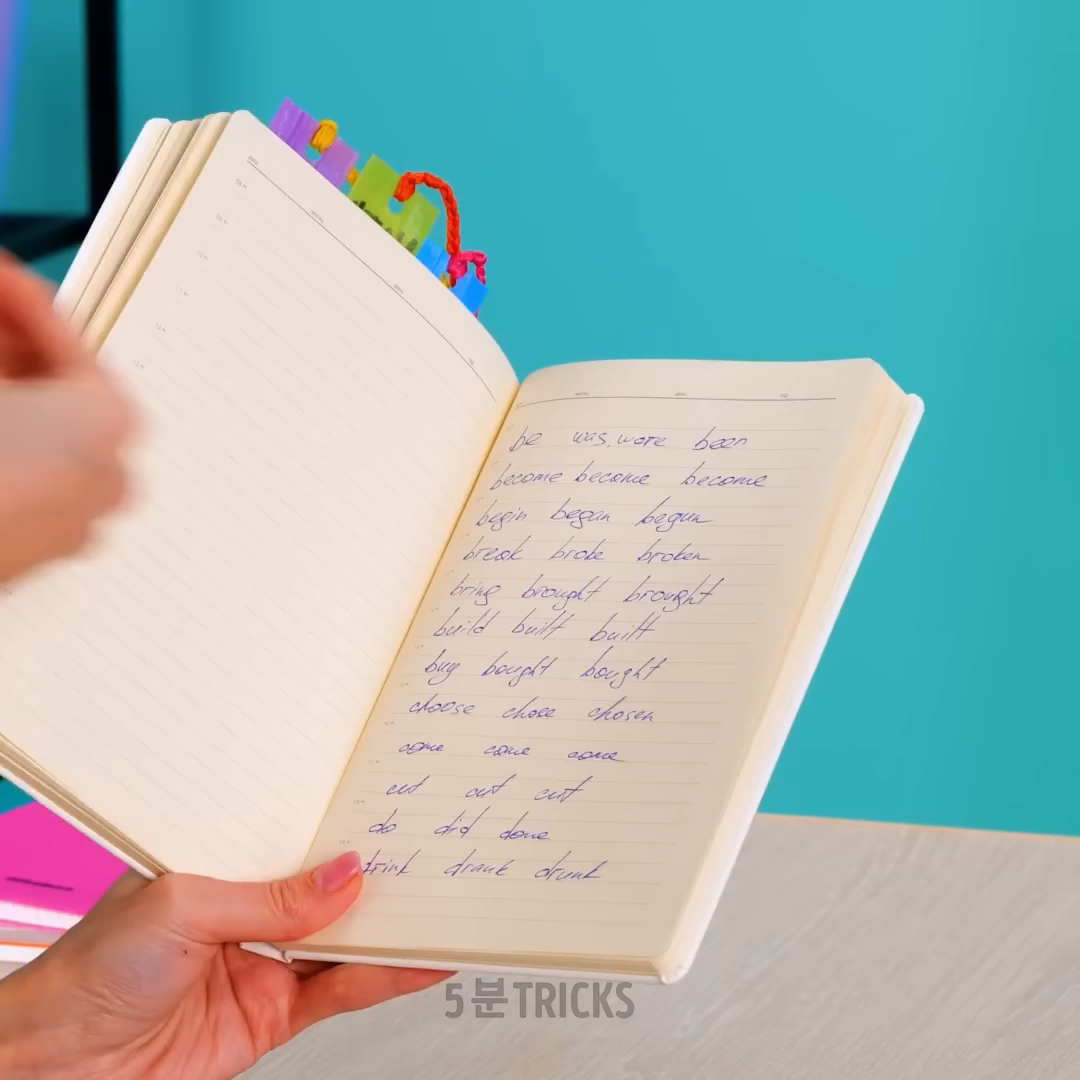 be was, were been
become became become
begin began begun
break broke broken
bring brought brought
build built built
buy bought bought
choose chose chosen
come came come
cut cut cut
do did done
drink drank drunk
5분TRICKS